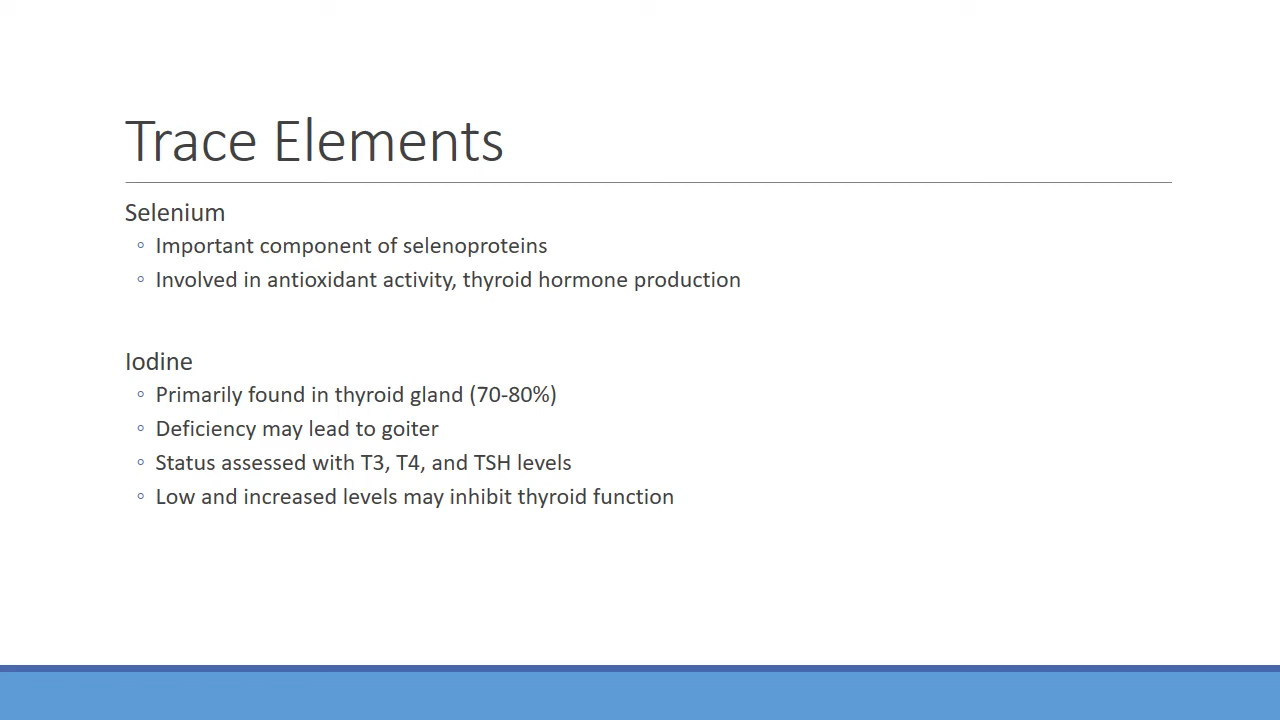 Trace Elements
Selenium
◦ Important component of selenoproteins
◦ Involved in antioxidant activity, thyroid hormone production
Iodine
◦ Primarily found in thyroid gland (70-80%)
◦ Deficiency may lead to goiter
◦ Status assessed with T3, T4, and TSH levels
◦ Low and increased levels may inhibit thyroid function